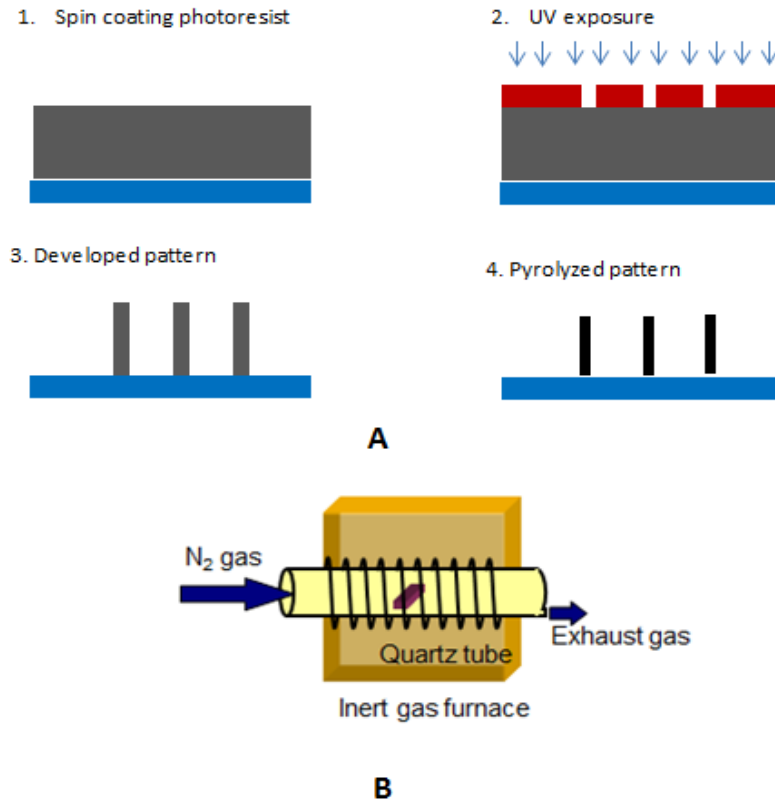 1. Spin coating photoresist
2. UV exposure
3. Developed pattern
4. Pyrolyzed pattern
A
N₂ gas
Exhaust gas
Quartz tube
Inert gas furnace
B